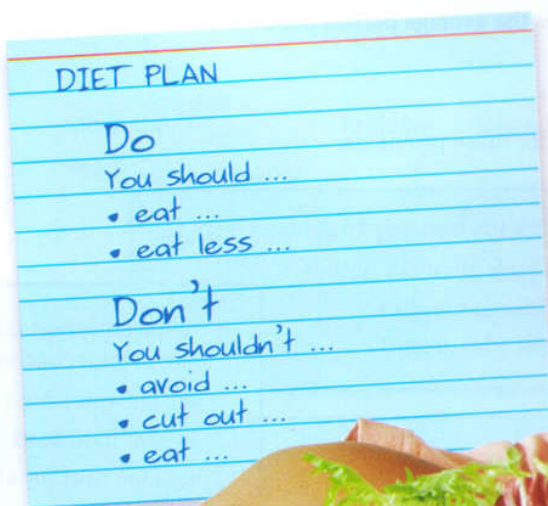 DIET PLAN
Do
You should ...
• eat ...
• eat less ...
Don't
You shouldn't ...
• avoid ...
• cut out ...
• eat ...